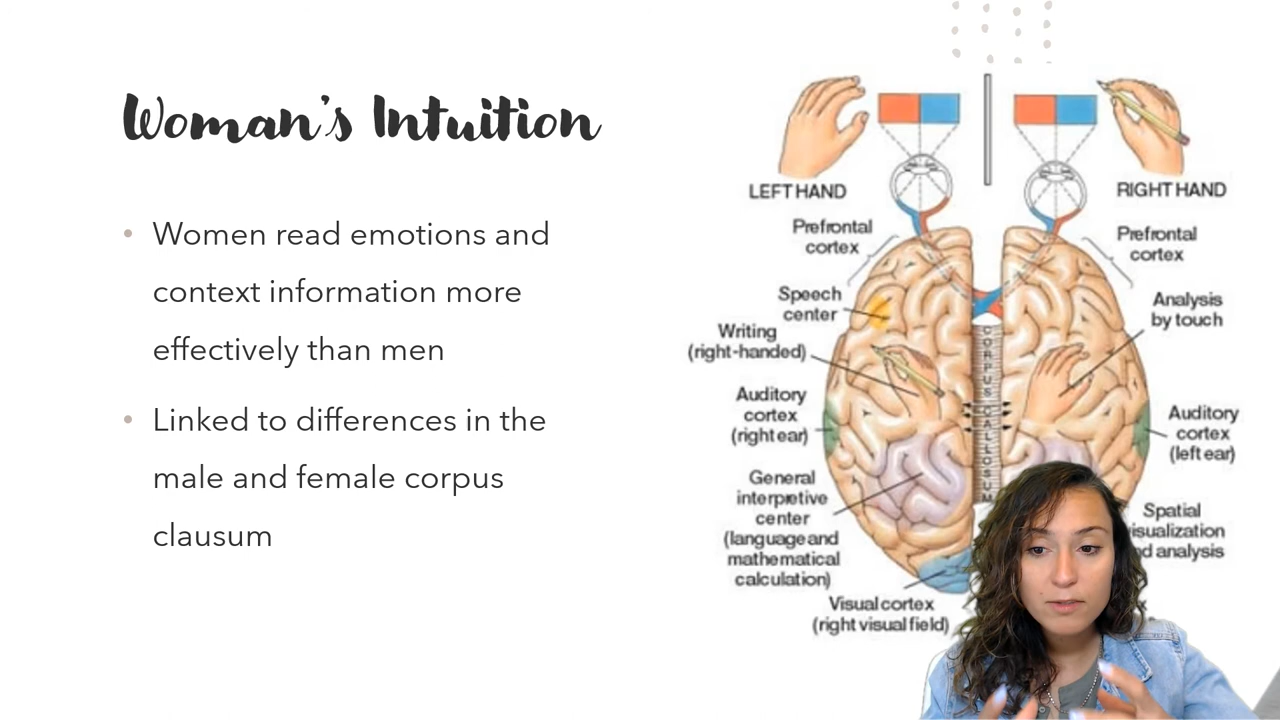 Woman's Intuition
• Women read emotions and
context information more
effectively than men
• Linked to differences in the
male and female corpus
clausum
LEFT HAND
RIGHT HAND
Prefrontal
cortex
Prefrontal
cortex
Speech
center
Analysis
by touch
Writing
(right-handed)
CORPUS CALLOSUM
Auditory
cortex
(right ear)
Auditory
cortex
(left ear)
General
interpretive
center
(language and
mathematical
calculation)
Spatial
isualization
d analysis
Visual cortex
(right visual field)